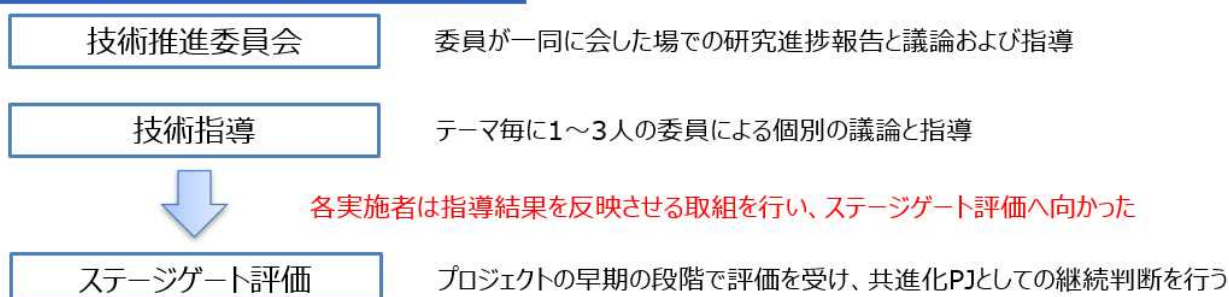 技術推進委員会
委員が一同に会した場での研究進捗報告と議論および指導
技術指導
テーマ毎に1～3人の委員による個別の議論と指導
各実施者は指導結果を反映させる取組を行い、ステージゲート評価へ向かった
ステージゲート評価
プロジェクトの早期の段階で評価を受け、共進化PJとしての継続判断を行う